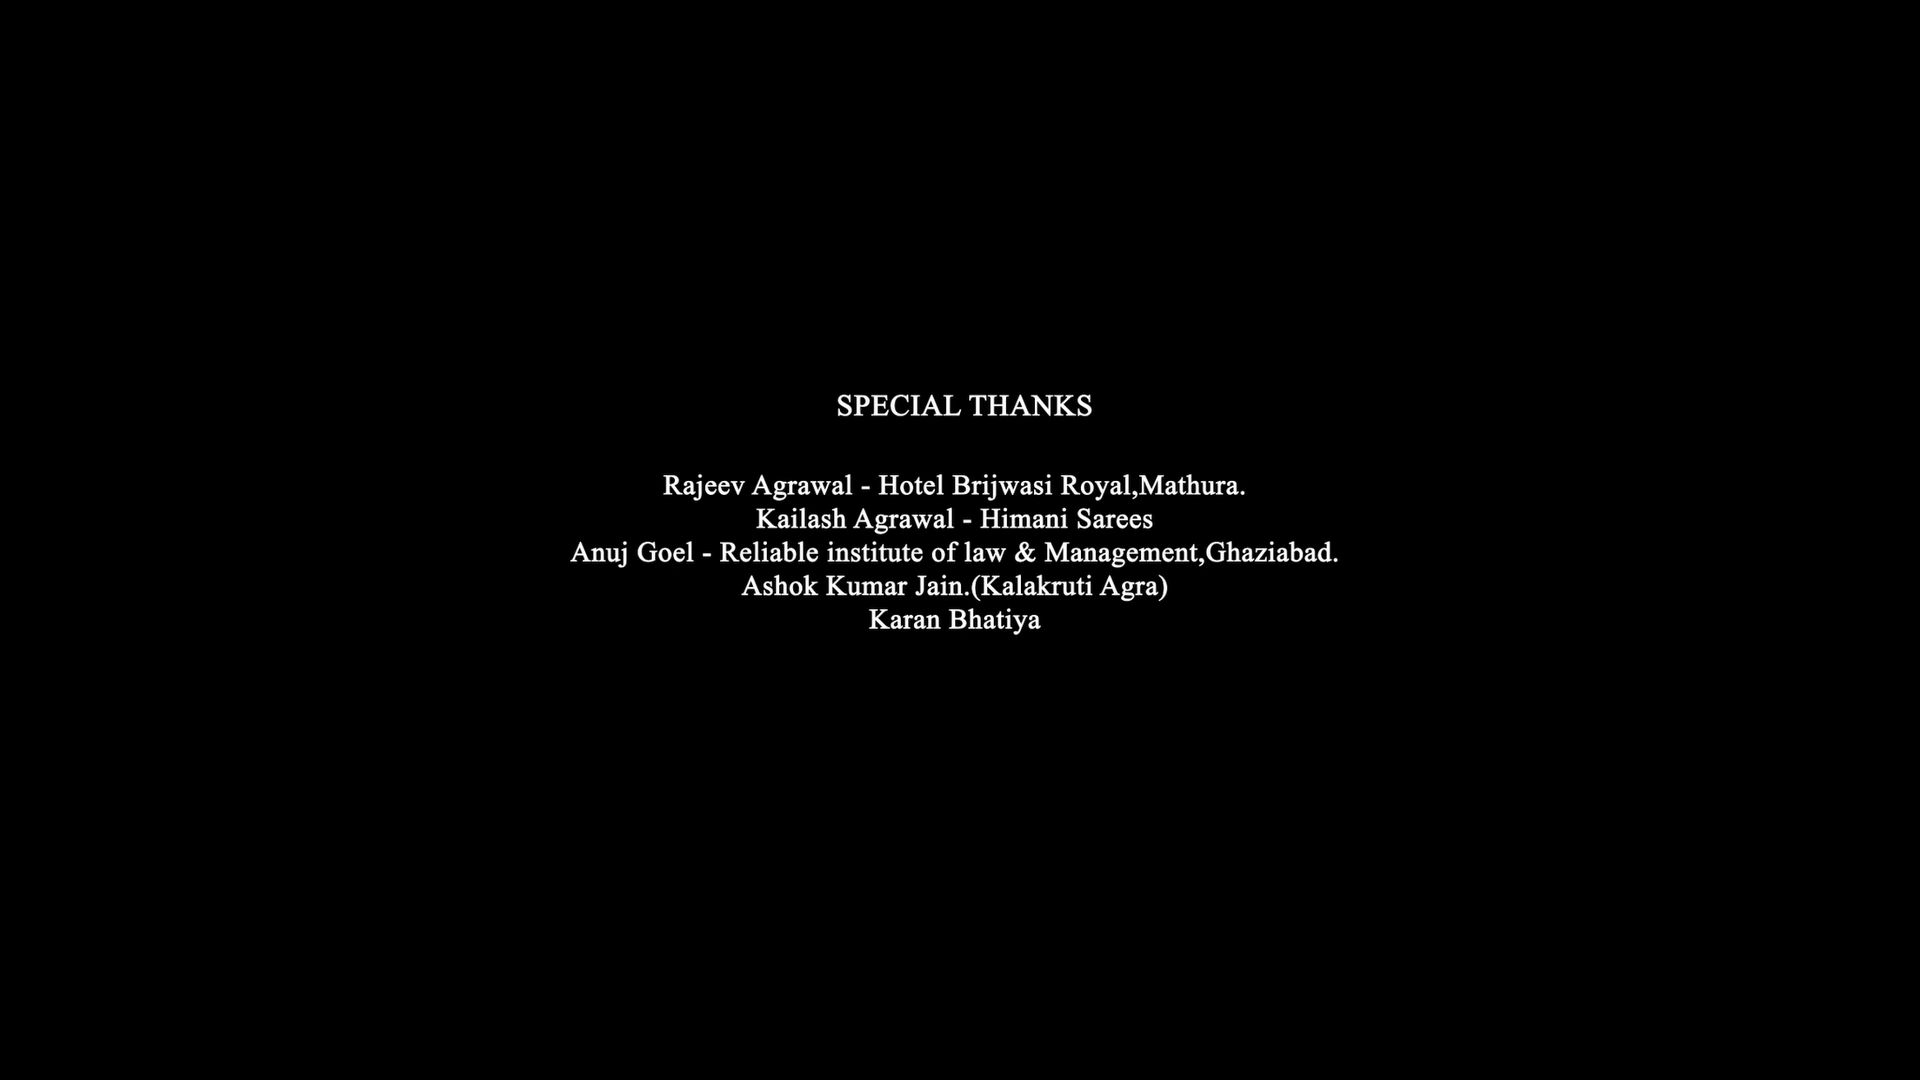 SPECIAL THANKS
Rajeev Agrawal - Hotel Brijwasi Royal,Mathura.
Kailash Agrawal - Himani Sarees
Anuj Goel - Reliable institute of law & Management,Ghaziabad.
Ashok Kumar Jain.(Kalakruti Agra)
Karan Bhatiya